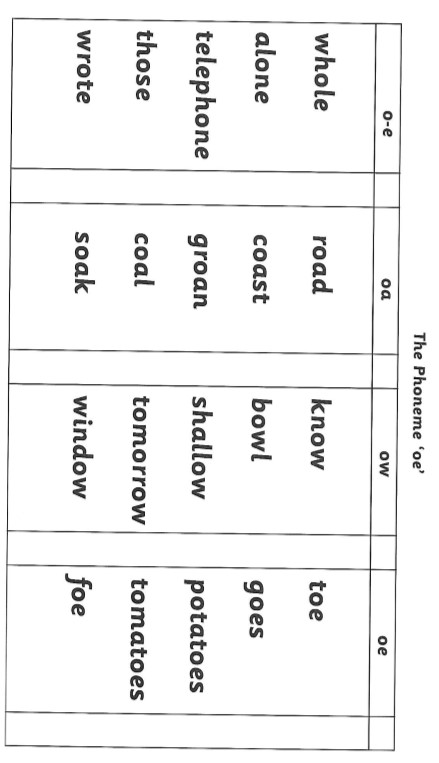 The Phoneme 'oe'
o-e oa ow oe
whole road know toe
alone coast bowl goes
telephone groan shallow potatoes
those coal tomorrow tomatoes
wrote soak window foe